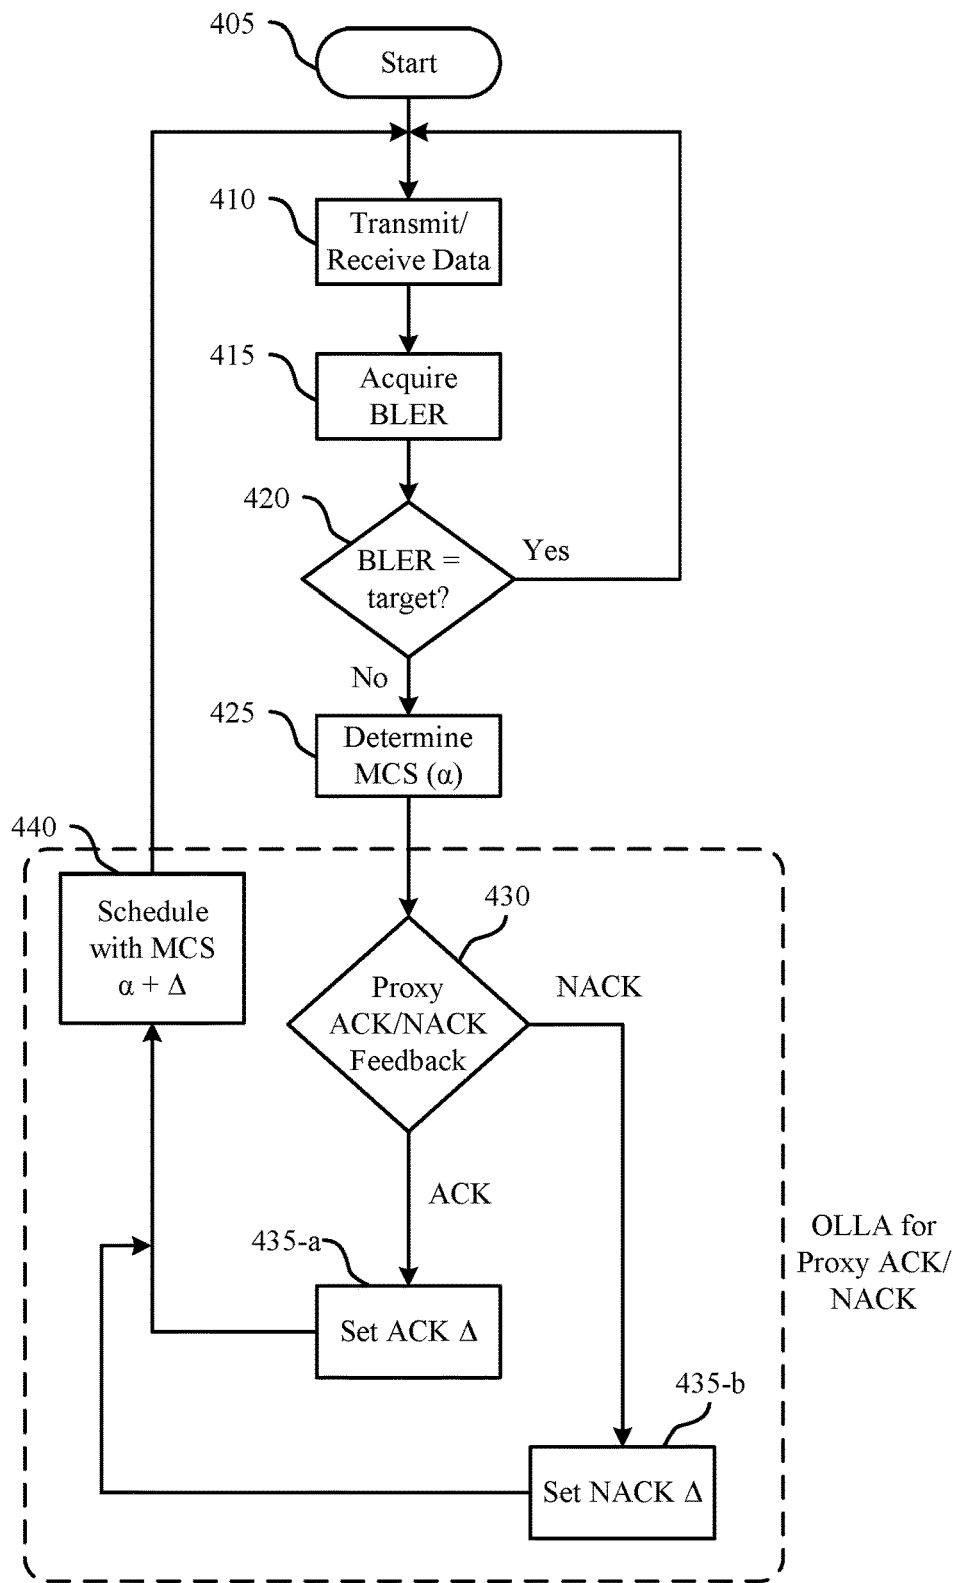 405
Start
410
Transmit/
Receive Data
415
Acquire
BLER
420
BLER =
target?
Yes
No
425
Determine
MCS (α)
440
Schedule
with MCS
α + Δ
430
Proxy
ACK/NACK
Feedback
NACK
ACK
435-a
Set ACK Δ
OLLA for
Proxy ACK/
NACK
435-b
Set NACK Δ